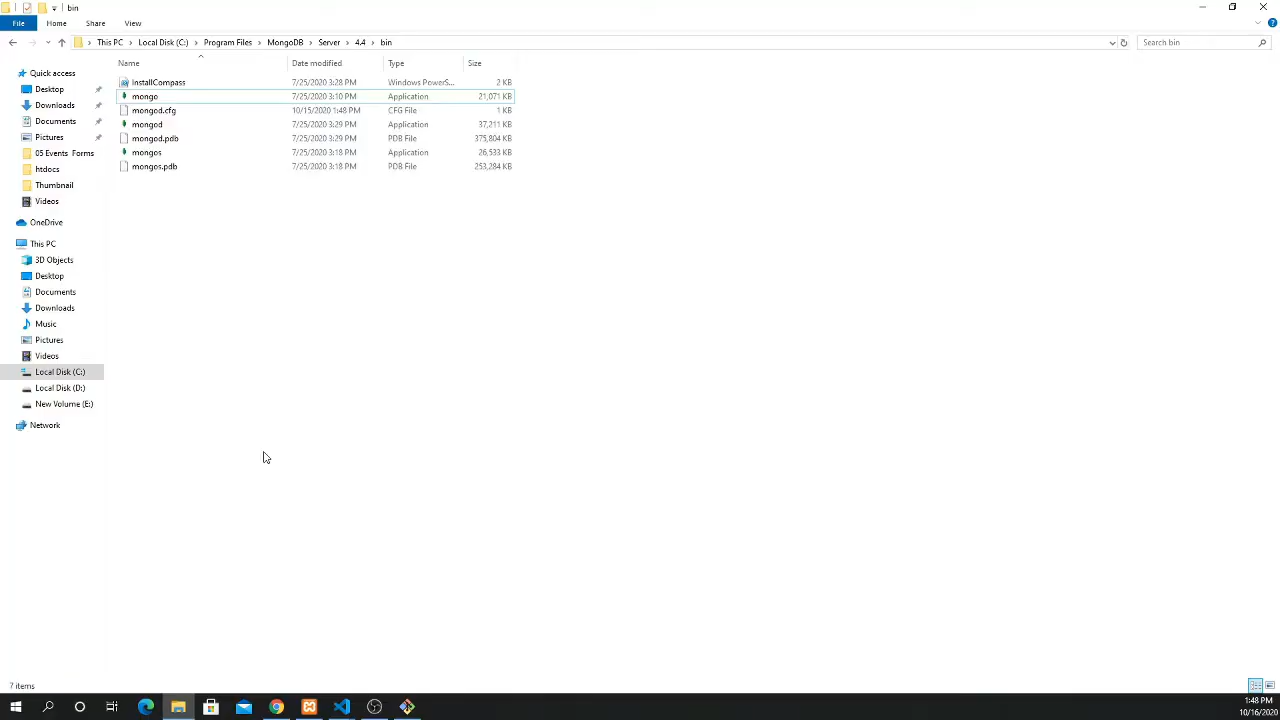 bin
File Home Share View
This PC Local Disk (C:) Program Files MongoDB Server 4.4 bin Search bin
Name Date modified Type Size
Quick access
Desktop
Downloads
Documents
Pictures
05 Events Forms
htdocs
Thumbnail
Videos
OneDrive
This PC
3D Objects
Desktop
Documents
Downloads
Music
Pictures
Videos
Local Disk (C:)
Local Disk (D:)
New Volume (E:)
Network
InstallCompass 7/25/2020 3:28 PM Windows PowerS... 2 KB
mongo 7/25/2020 3:10 PM Application 21,071 KB
mongod.cfg 10/15/2020 1:48 PM CFG File 1 KB
mongod 7/25/2020 3:29 PM Application 37,211 KB
mongod.pdb 7/25/2020 3:29 PM PDB File 375,804 KB
mongos 7/25/2020 3:18 PM Application 26,533 KB
mongos.pdb 7/25/2020 3:18 PM PDB File 253,284 KB
7 items
1:48 PM
10/16/2020